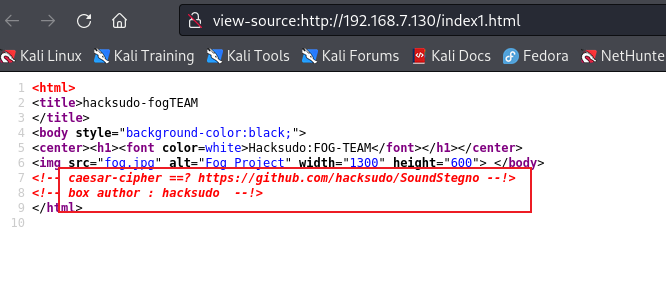 view-source:http://192.168.7.130/index1.html
Kali Linux Kali Training Kali Tools Kali Forums Kali Docs Fedora NetHunte
1 <html>
2 <title>hacksudo-fogTEAM
3 </title>
4 <body style="background-color:black;">
5 <center><h1><font color=white>Hacksudo:FOG-TEAM</font></h1></center>
6 <img src="fog.jpg" alt="Fog Project" width="1300" height="600"> </body>
7 <!-- caesar-cipher ==? https://github.com/hacksudo/SoundStegno --!>
8 <!-- box author : hacksudo  --!>
9 </html>
10